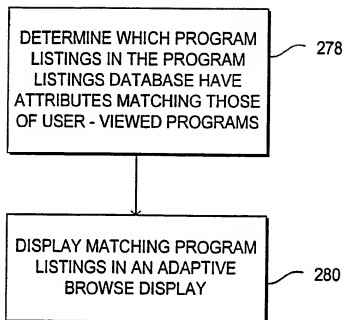 DETERMINE WHICH PROGRAM
LISTINGS IN THE PROGRAM
LISTINGS DATABASE HAVE
ATTRIBUTES MATCHING THOSE
OF USER - VIEWED PROGRAMS
278
DISPLAY MATCHING PROGRAM
LISTINGS IN AN ADAPTIVE
BROWSE DISPLAY
280